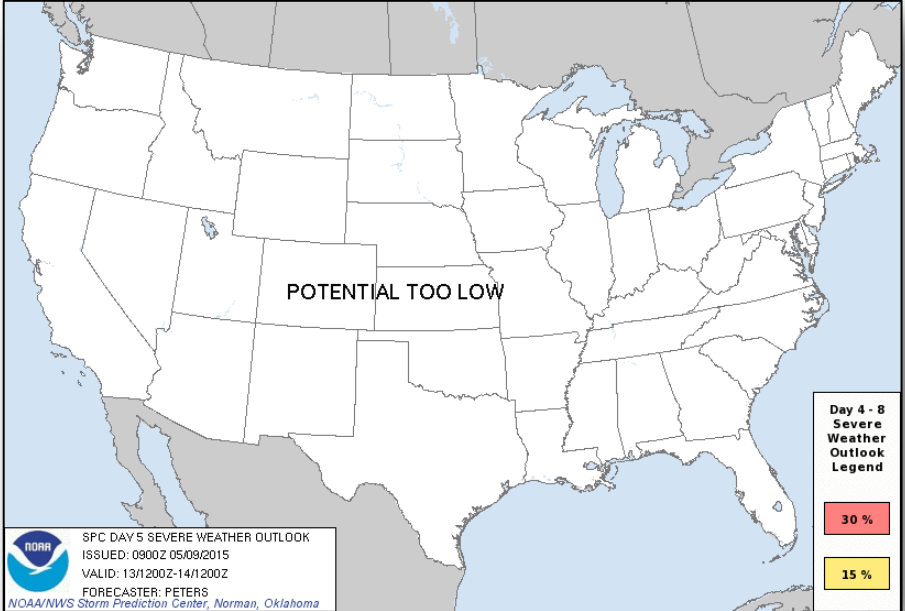 POTENTIAL TOO LOW
Day 4 - 8
Severe
Weather
Outlook
Legend
30 %
15 %
NOAA
SPC DAY 5 SEVERE WEATHER OUTLOOK
ISSUED: 0900Z 05/09/2015
VALID: 13/1200Z-14/1200Z
FORECASTER: PETERS
NOAA/NWS Storm Prediction Center, Norman, Oklahoma